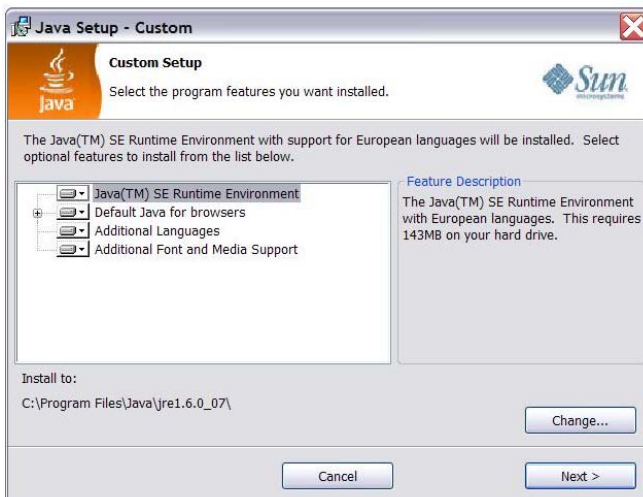 Java Setup - Custom
Java
Custom Setup
Select the program features you want installed.
Sun
microsystems
The Java(TM) SE Runtime Environment with support for European languages will be installed. Select
optional features to install from the list below.
Java(TM) SE Runtime Environment
Default Java for browsers
Additional Languages
Additional Font and Media Support
Feature Description
The Java(TM) SE Runtime Environment
with European languages. This requires
143MB on your hard drive.
Install to:
C:\Program Files\Java\jre1.6.0_07\
Change...
Cancel
Next >